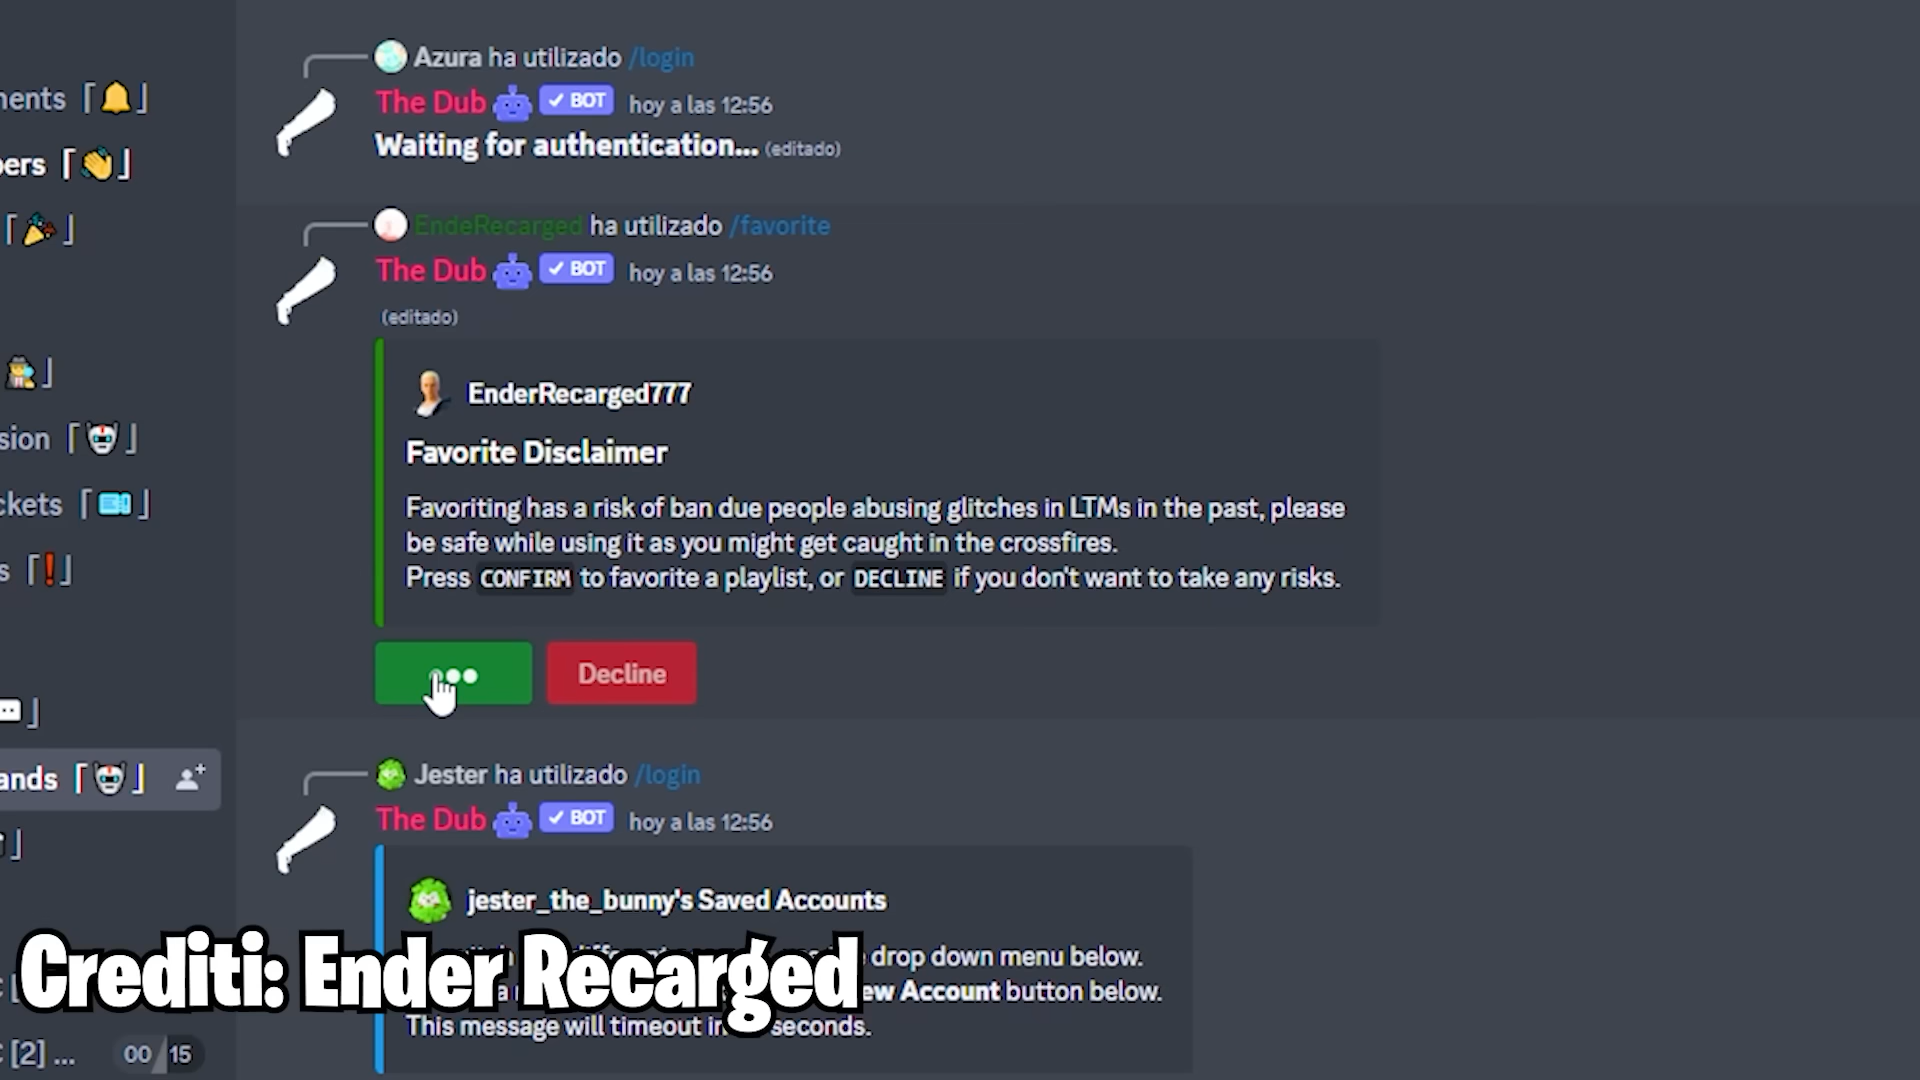 Azura ha utilizado /login
The Dub BOT hoy a las 12:56
Waiting for authentication... (editado)
EndeRecarged ha utilizado /favorite
The Dub BOT hoy a las 12:56
(editado)
EnderRecarged777
Favorite Disclaimer
Favoriting has a risk of ban due people abusing glitches in LTMs in the past, please
be safe while using it as you might get caught in the crossfires.
Press CONFIRM to favorite a playlist, or DECLINE if you don't want to take any risks.
Decline
Jester ha utilizado /login
The Dub BOT hoy a las 12:56
jester_the_bunny's Saved Accounts
drop down menu below.
ew Account button below.
This message will timeout in seconds.
Crediti: Ender Recarged
ments
bers
sion
ckets
s
ands
[2] ...
00 15